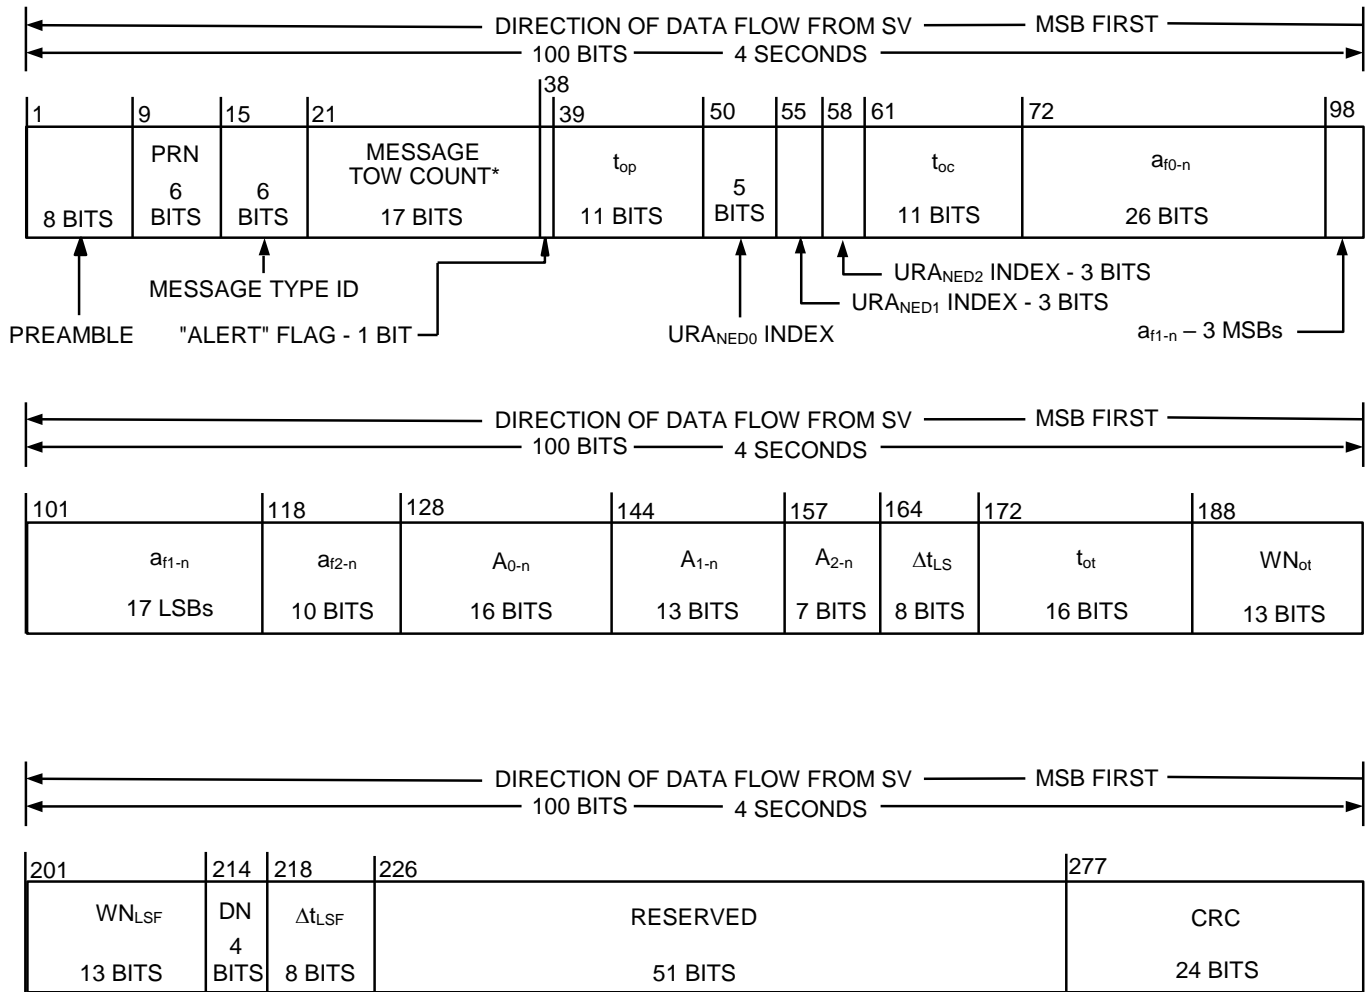 DIRECTION OF DATA FLOW FROM SV MSB FIRST
100 BITS 4 SECONDS
1 9 15 21 38 39 50 55 58 61 72 98
8 BITS
PRN
6
BITS
6
BITS
MESSAGE
TOW COUNT*
17 BITS
top
11 BITS
5
BITS
toc
11 BITS
af0-n
26 BITS
PREAMBLE
MESSAGE TYPE ID
"ALERT" FLAG - 1 BIT
URANED0 INDEX
URANED2 INDEX - 3 BITS
URANED1 INDEX - 3 BITS
af1-n – 3 MSBs
DIRECTION OF DATA FLOW FROM SV MSB FIRST
100 BITS 4 SECONDS
101 118 128 144 157 164 172 188
af1-n
17 LSBs
af2-n
10 BITS
A0-n
16 BITS
A1-n
13 BITS
A2-n
7 BITS
ΔtLS
8 BITS
tot
16 BITS
WNot
13 BITS
DIRECTION OF DATA FLOW FROM SV MSB FIRST
100 BITS 4 SECONDS
201 214 218 226 277
WNLSF
13 BITS
DN
4
BITS
ΔtLSF
8 BITS
RESERVED
51 BITS
CRC
24 BITS